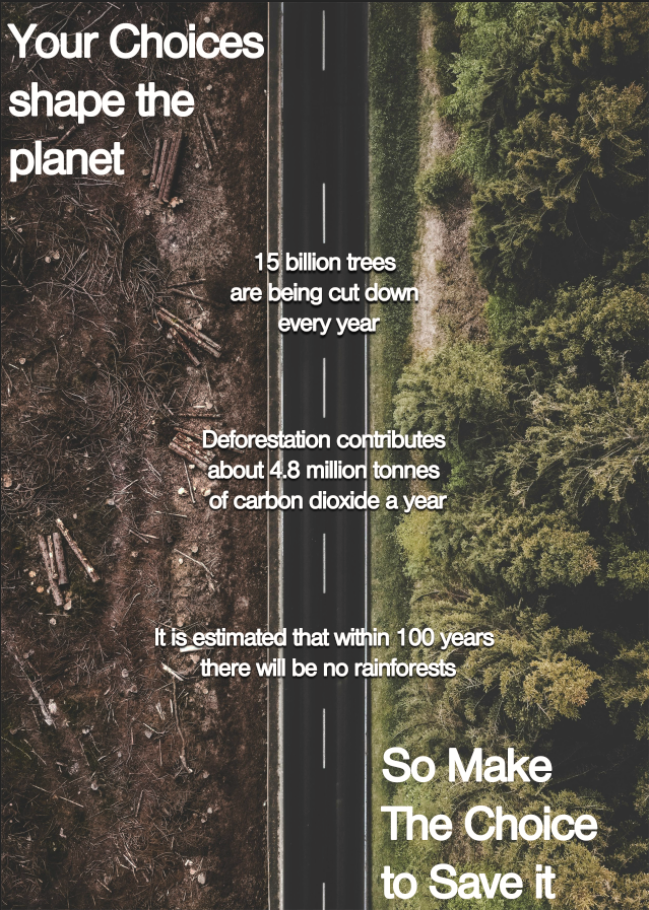 Your Choices
shape the
planet
15 billion trees
are being cut down
every year
Deforestation contributes
about 4.8 million tonnes
of carbon dioxide a year
It is estimated that within 100 years
there will be no rainforests
So Make
The Choice
to Save it